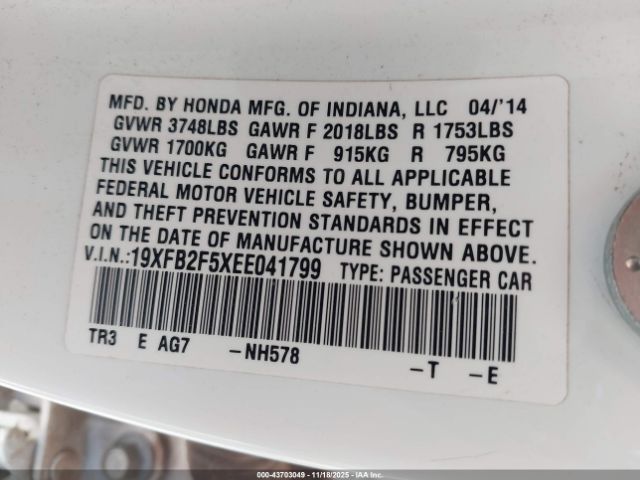 MFD. BY HONDA MFG. OF INDIANA, LLC 04/'14
GVWR 3748LBS GAWR F 2018LBS R 1753LBS
GVWR 1700KG GAWR F 915KG R 795KG
THIS VEHICLE CONFORMS TO ALL APPLICABLE
FEDERAL MOTOR VEHICLE SAFETY, BUMPER,
AND THEFT PREVENTION STANDARDS IN EFFECT
ON THE DATE OF MANUFACTURE SHOWN ABOVE.
V.I.N.:19XFB2F5XEE041799 TYPE: PASSENGER CAR
TR3 E AG7 -NH578 -T -E
000-43703049 - 11/18/2025 - IAAI.COM